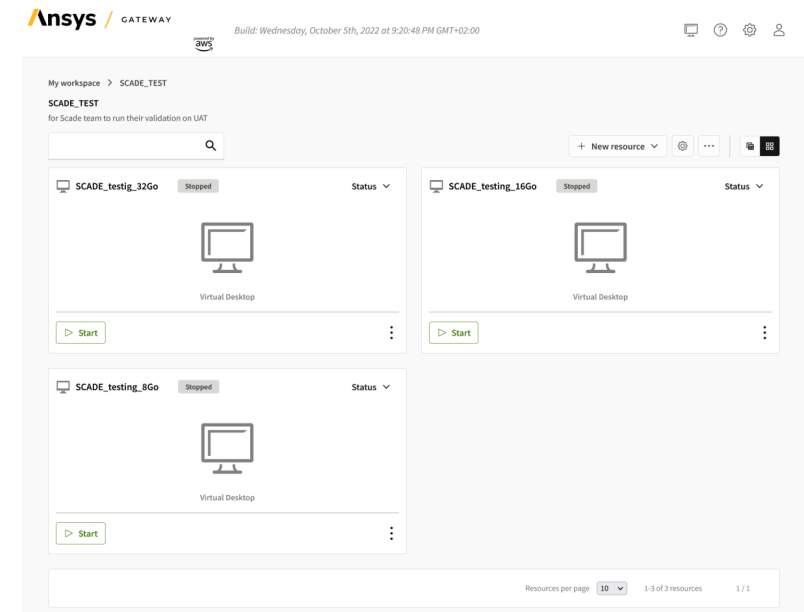 Ansys / GATEWAY
powered by
aws
Build: Wednesday, October 5th, 2022 at 9:20:48 PM GMT+02:00
My workspace > SCADE_TEST
SCADE_TEST
for Scade team to run their validation on UAT
+ New resource
SCADE_testig_32Go Stopped Status
Virtual Desktop
Start
SCADE_testing_16Go Stopped Status
Virtual Desktop
Start
SCADE_testing_8Go Stopped Status
Virtual Desktop
Start
Resources per page 10 1-3 of 3 resources 1 / 1